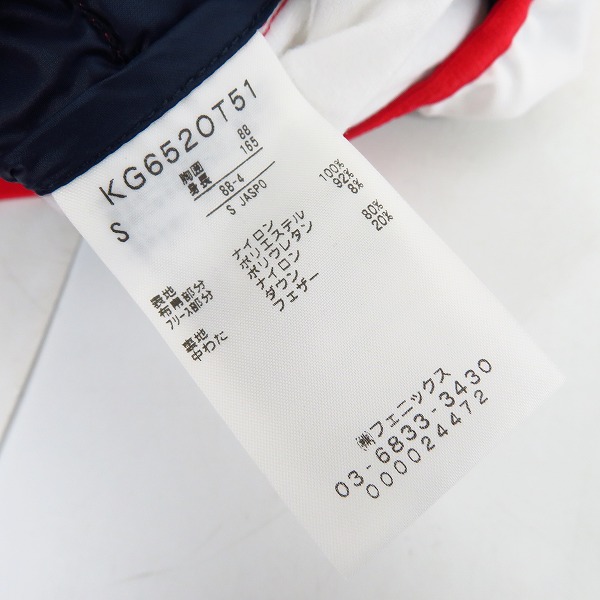 KG6520T51
S
胸囲 88
身長 165
88-4
S JASPO
表地
布帛部分 ナイロン 100%
フリース部分 ポリエステル 92%
ポリウレタン 8%
裏地 ナイロン
中わた ダウン 80%
フェザー 20%
㈱フェニックス
03-6833-3430
000024472